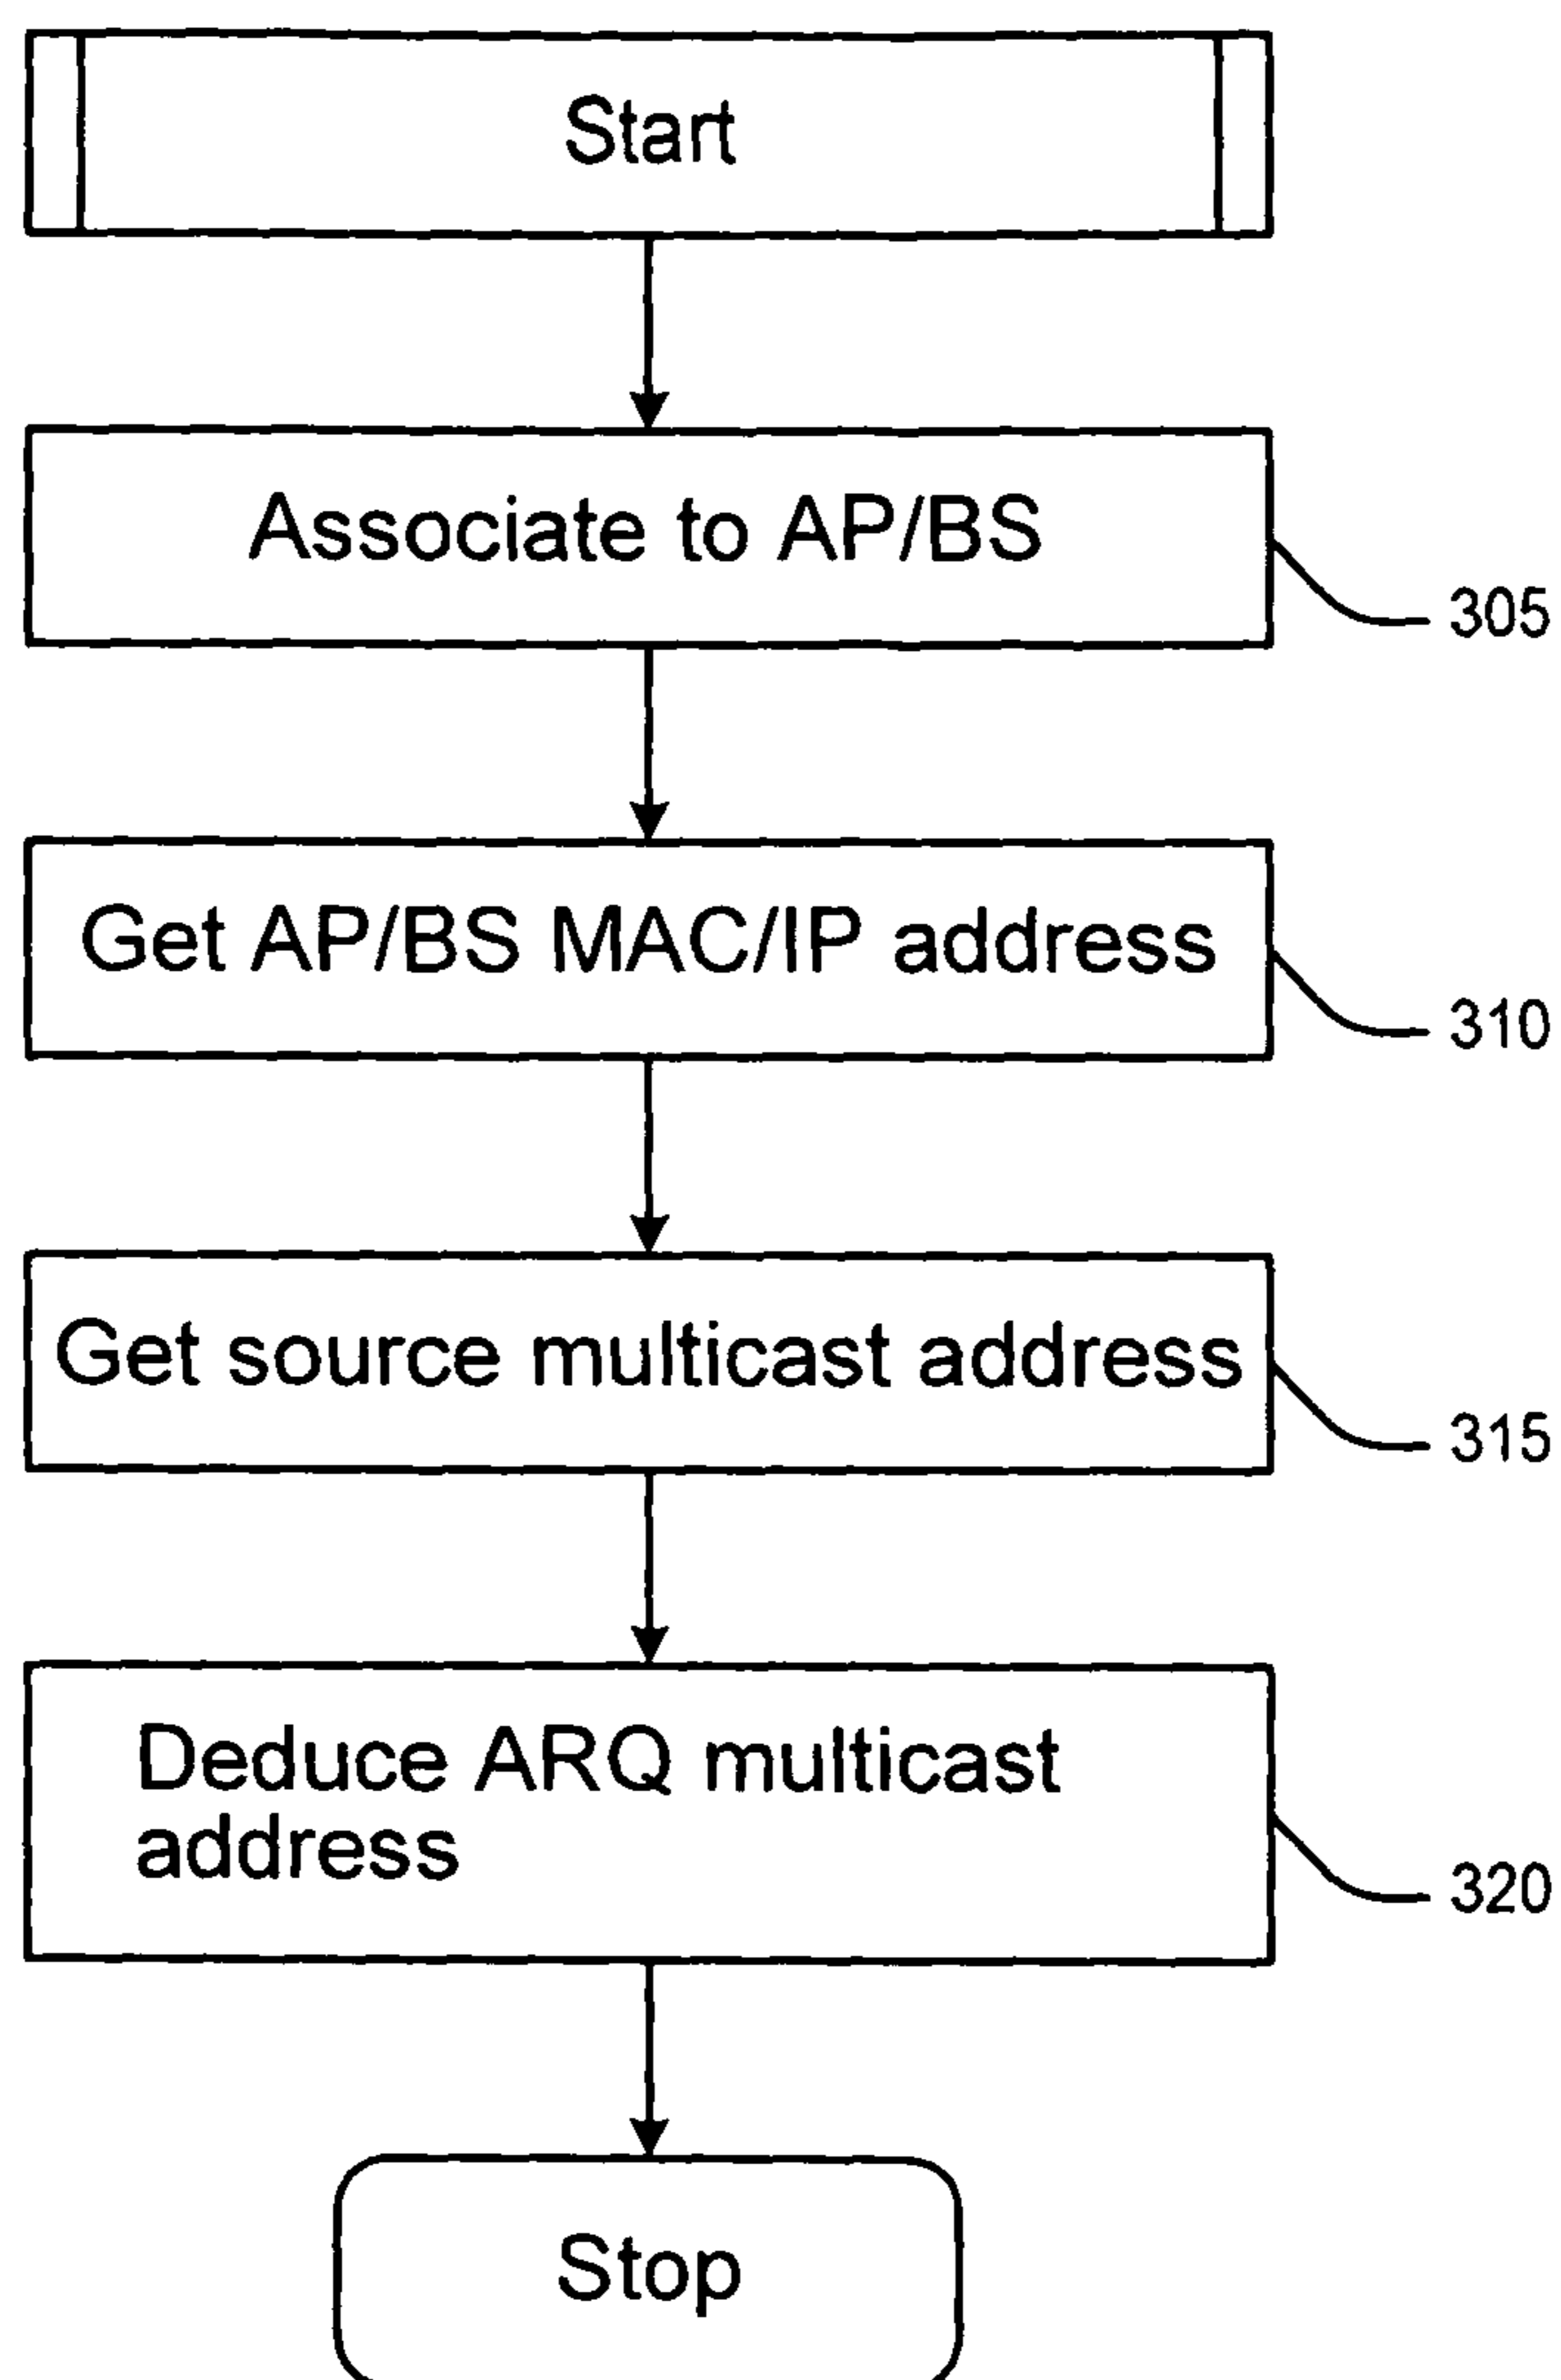 Start
Associate to AP/BS
305
Get AP/BS MAC/IP address
310
Get source multicast address
315
Deduce ARQ multicast
address
320
Stop